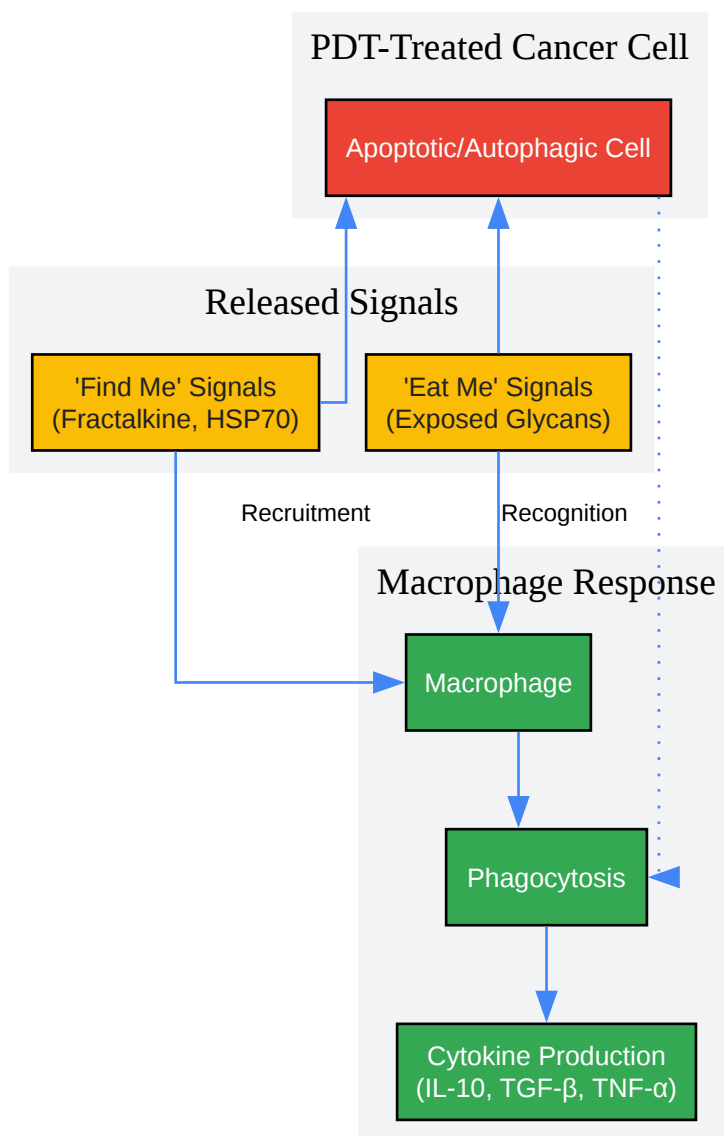 PDT-Treated Cancer Cell
Apoptotic/Autophagic Cell
Released Signals
'Find Me' Signals
(Fractalkine, HSP70)
'Eat Me' Signals
(Exposed Glycans)
Recruitment
Recognition
Macrophage Response
Macrophage
Phagocytosis
Cytokine Production
(IL-10, TGF-β, TNF-α)